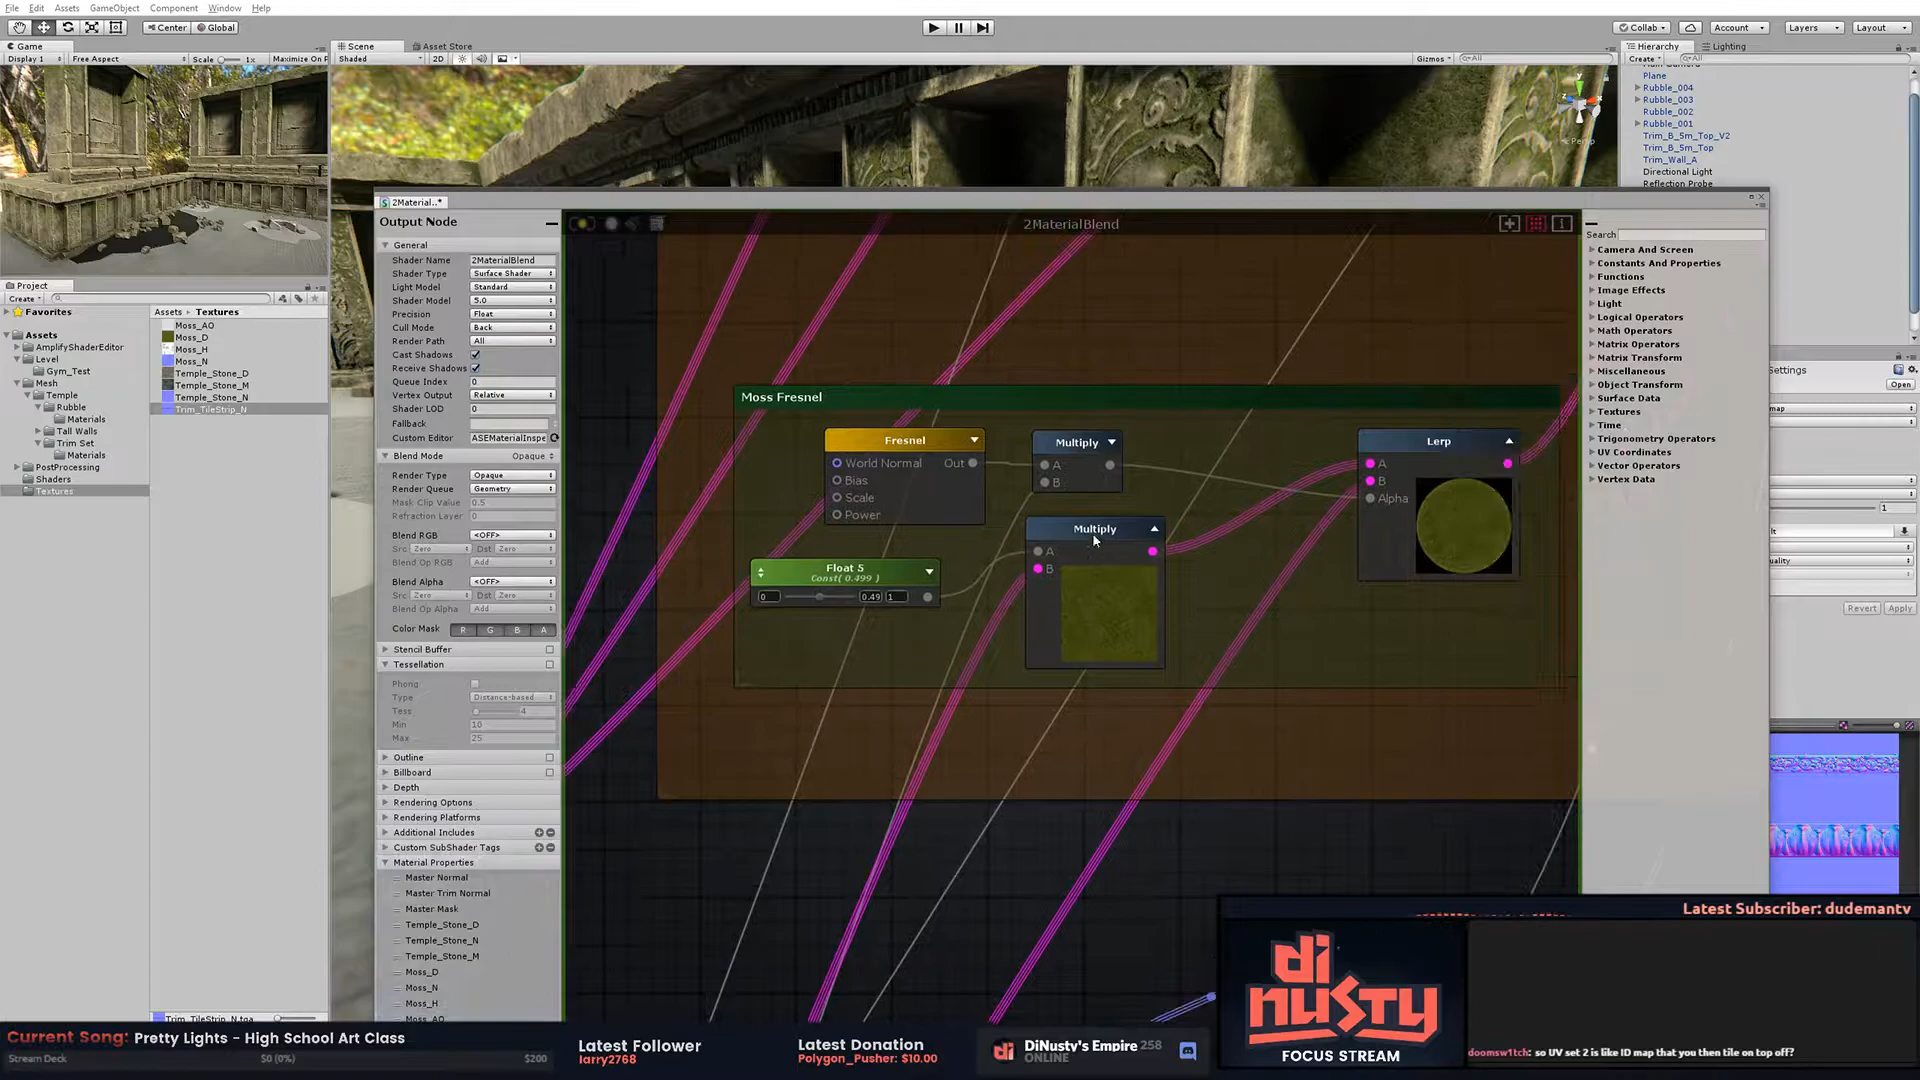 File Edit Assets GameObject Component Window Help
Center Global
Collab Account Layers Layout
Game
Scene Asset Store
Hierarchy Lighting
Display 1 Free Aspect Scale 1x Maximize On P
Shaded 2D
Gizmos All
Create All
Plane
Rubble_004
Rubble_003
Rubble_002
Rubble_001
Trim_B_5m_Top_V2
Trim_B_5m_Top
Trim_Wall_A
Directional Light
Reflection Probe
Persp
Project
Create
Favorites
Assets
AmplifyShaderEditor
Level
Gym_Test
Mesh
Temple
Rubble
Materials
Tall Walls
Trim Set
Materials
PostProcessing
Shaders
Textures
Assets Textures
Moss_AO
Moss_D
Moss_H
Moss_N
Temple_Stone_D
Temple_Stone_M
Temple_Stone_N
Trim_TileStrip_N
Trim_TileStrip_N.tga
2Material..*
Output Node
General
Shader Name 2MaterialBlend
Shader Type Surface Shader
Light Model Standard
Shader Model 5.0
Precision Float
Cull Mode Back
Render Path All
Cast Shadows
Receive Shadows
Queue Index 0
Vertex Output Relative
Shader LOD 0
Fallback
Custom Editor ASEMaterialInspe
Blend Mode Opaque
Render Type Opaque
Render Queue Geometry
Mask Clip Value 0.5
Refraction Layer 0
Blend RGB <OFF>
Src Zero Dst Zero
Blend Op RGB Add
Blend Alpha <OFF>
Src Zero Dst Zero
Blend Op Alpha Add
Color Mask R G B A
Stencil Buffer
Tessellation
Phong
Type Distance-based
Tess 4
Min 10
Max 25
Outline
Billboard
Depth
Rendering Options
Rendering Platforms
Additional Includes
Custom SubShader Tags
Material Properties
Master Normal
Master Trim Normal
Master Mask
Temple_Stone_D
Temple_Stone_N
Temple_Stone_M
Moss_D
Moss_N
Moss_H
Moss_AO
2MaterialBlend
Moss Fresnel
Fresnel
World Normal Out
Bias
Scale
Power
Multiply
A
B
Float 5
Const( 0.499 )
0 0.49 1
Multiply
A
B
Lerp
A
B
Alpha
Search
Camera And Screen
Constants And Properties
Functions
Image Effects
Light
Logical Operators
Math Operators
Matrix Operators
Matrix Transform
Miscellaneous
Object Transform
Surface Data
Textures
Time
Trigonometry Operators
UV Coordinates
Vector Operators
Vertex Data
Settings
Open
map
1
lt
uality
Revert Apply
Latest Subscriber: dudemantv
di
nusty
FOCUS STREAM
doomsw1tch: so UV set 2 is like ID map that you then tile on top off?
Current Song: Pretty Lights - High School Art Class
Stream Deck $0 (0%) $200
Latest Follower
larry2768
Latest Donation
Polygon_Pusher: $10.00
di
DiNusty's Empire 258
ONLINE